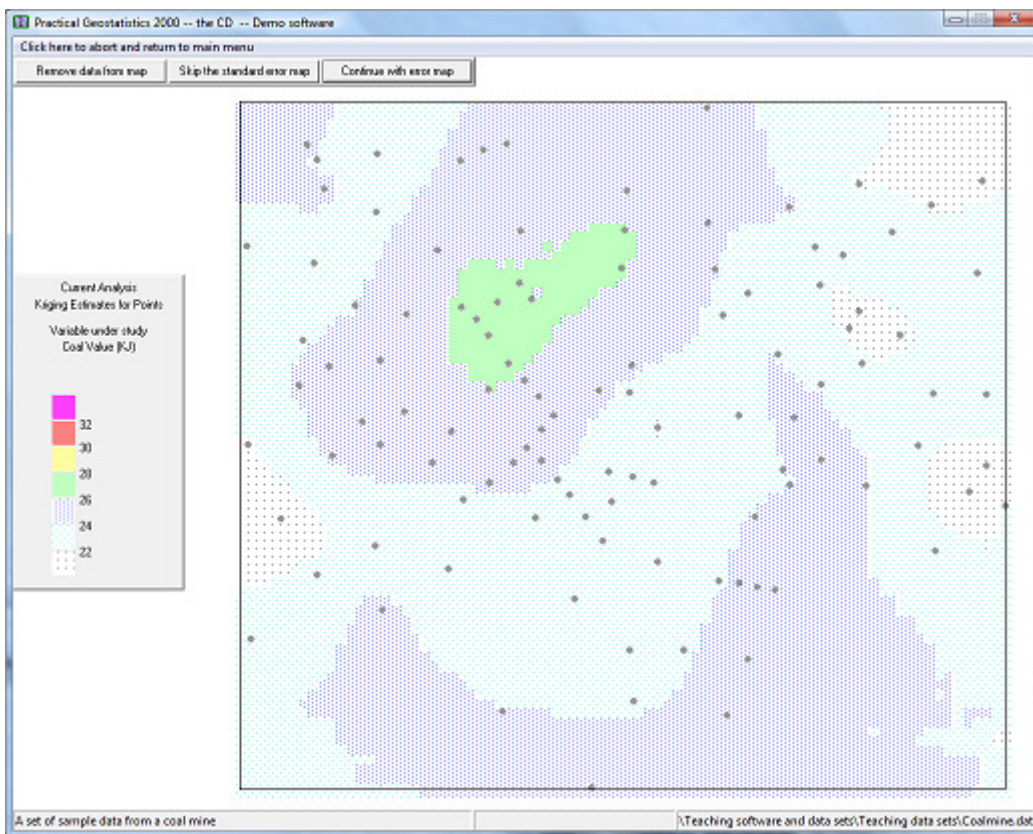 Practical Geostatistics 2000 -- the CD -- Demo software
Click here to abort and return to main menu
Remove data from map
Skip the standard error map
Continue with error map
Current Analysis
Kriging Estimates for Points
Variable under study
Coal Value (KJ)
32
30
28
26
24
22
A set of sample data from a coal mine
\Teaching software and data sets\Teaching data sets\Coalmine.dat